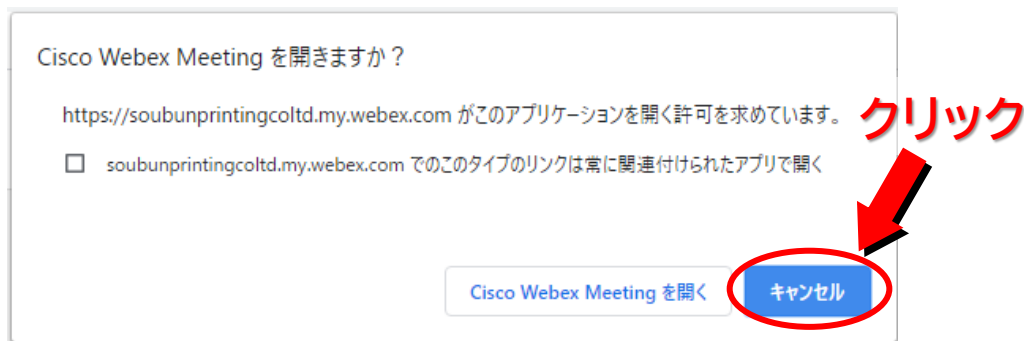 Cisco Webex Meeting を開きますか？
https://soubunprintingcoltd.my.webex.com がこのアプリケーションを開く許可を求めています。
クリック
soubunprintingcoltd.my.webex.com でのこのタイプのリンクは常に関連付けられたアプリで開く
Cisco Webex Meeting を開く
キャンセル